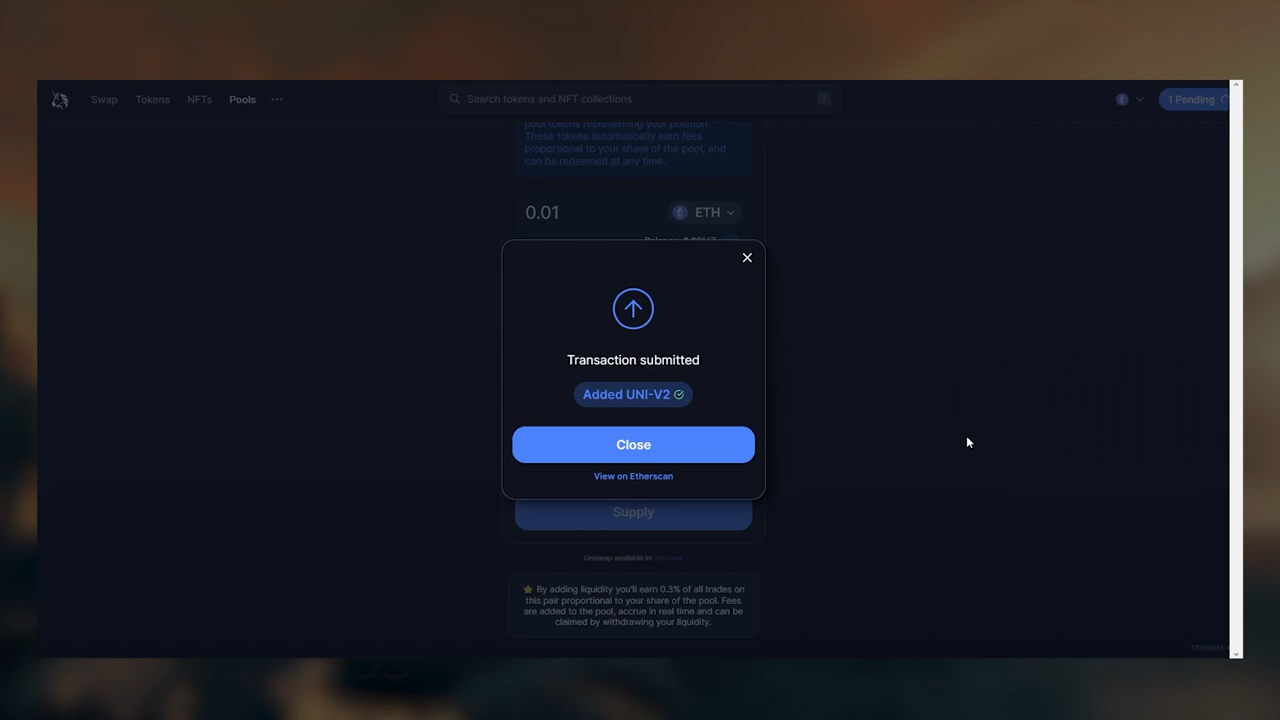 Swap Tokens NFTs Pools ··· Search tokens and NFT collections / 1 Pending
pool tokens representing your position.
These tokens automatically earn fees
proportional to your share of the pool, and
can be redeemed at any time.
0.01 ETH
Transaction submitted
Added UNI-V2
Close
View on Etherscan
Supply
Uniswap available in:
By adding liquidity you'll earn 0.3% of all trades on
this pair proportional to your share of the pool. Fees
are added to the pool, accrue in real time and can be
claimed by withdrawing your liquidity.